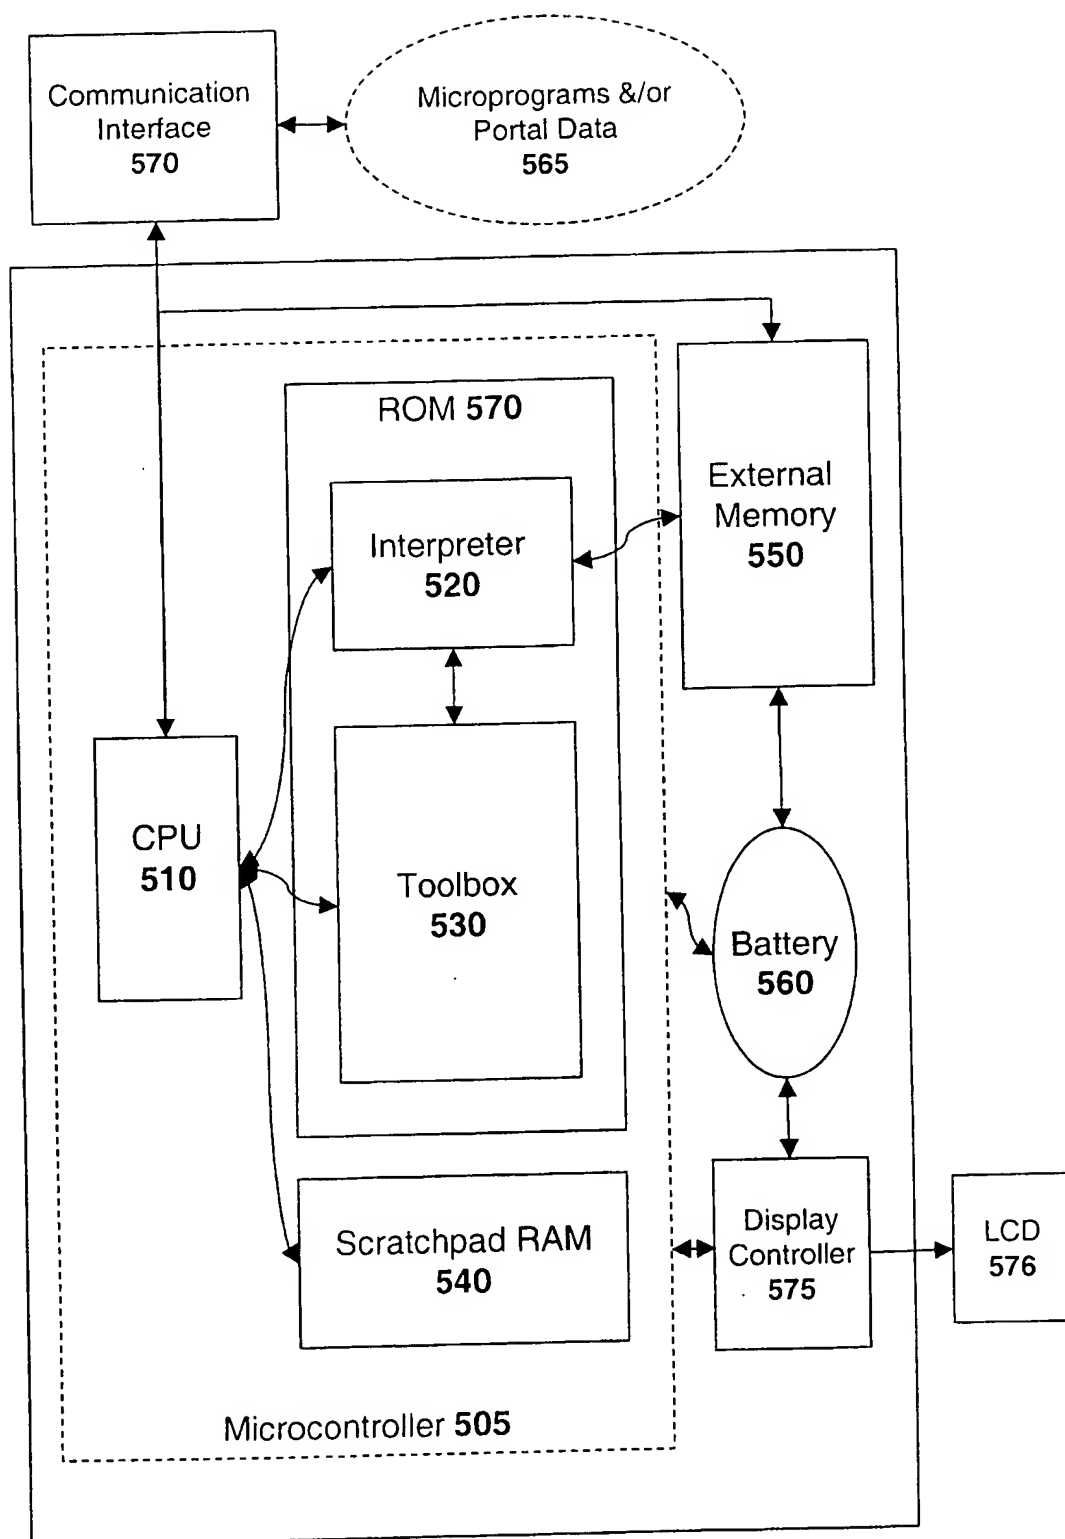 Communication
Interface
570
Microprograms &/or
Portal Data
565
ROM 570
Interpreter
520
External
Memory
550
CPU
510
Toolbox
530
Battery
560
Scratchpad RAM
540
Display
Controller
575
LCD
576
Microcontroller 505